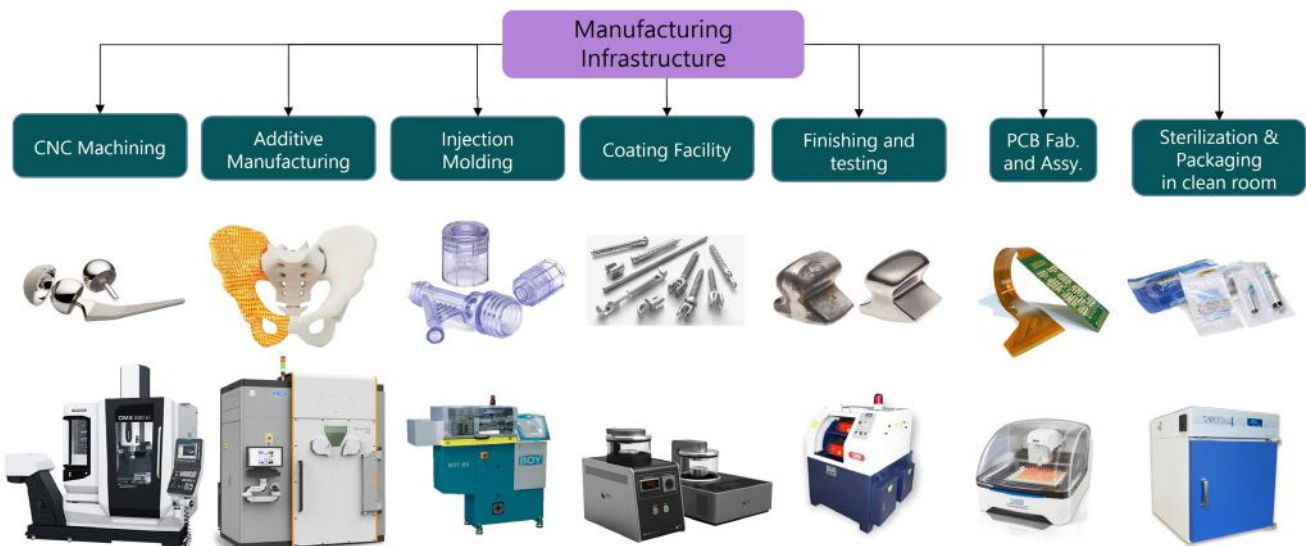 Manufacturing
Infrastructure
CNC Machining
Additive
Manufacturing
Injection
Molding
Coating Facility
Finishing and
testing
PCB Fab.
and Assy.
Sterilization &
Packaging
in clean room
BOY